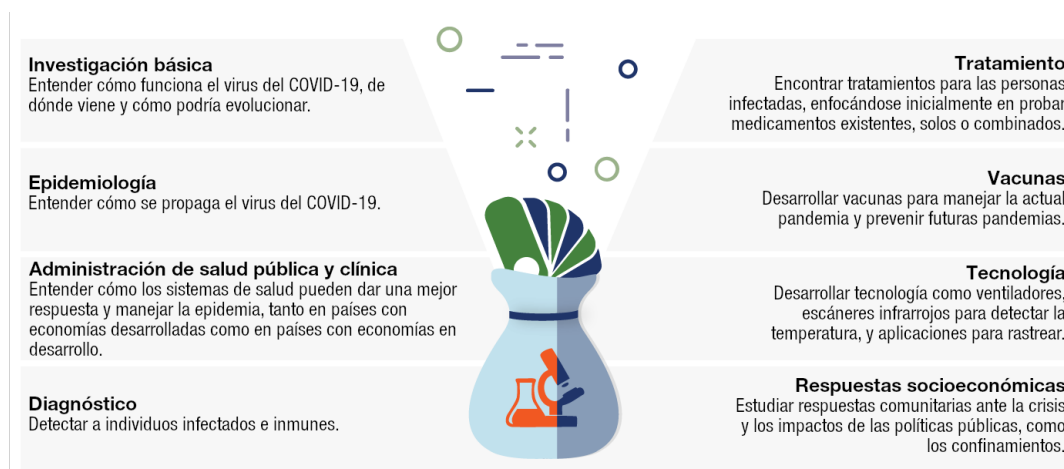 Investigación básica
Entender cómo funciona el virus del COVID-19, de
dónde viene y cómo podría evolucionar.
Epidemiología
Entender cómo se propaga el virus del COVID-19.
Administración de salud pública y clínica
Entender cómo los sistemas de salud pueden dar una mejor
respuesta y manejar la epidemia, tanto en países con
economías desarrolladas como en países con economías en
desarrollo.
Diagnóstico
Detectar a individuos infectados e inmunes.
Tratamiento
Encontrar tratamientos para las personas
infectadas, enfocándose inicialmente en probar
medicamentos existentes, solos o combinados.
Vacunas
Desarrollar vacunas para manejar la actual
pandemia y prevenir futuras pandemias.
Tecnología
Desarrollar tecnología como ventiladores,
escáneres infrarrojos para detectar la
temperatura, y aplicaciones para rastrear.
Respuestas socioeconómicas
Estudiar respuestas comunitarias ante la crisis
y los impactos de las políticas públicas, como
los confinamientos.